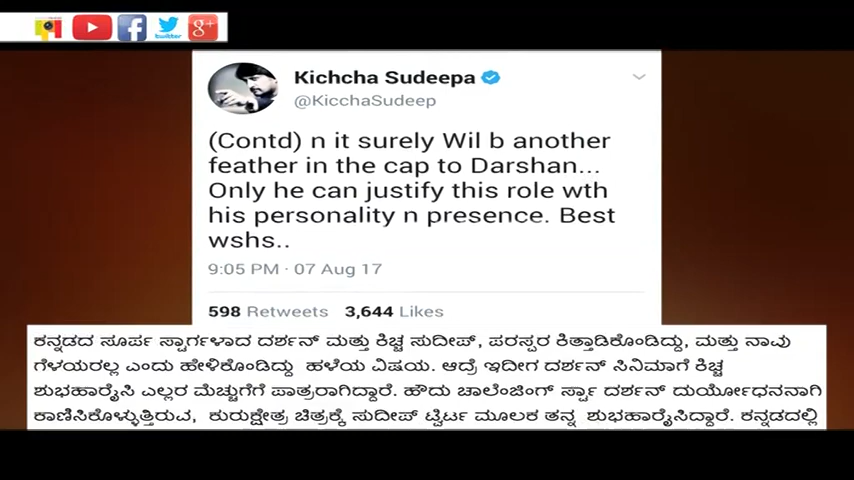 twitter
g+
Kichcha Sudeepa
@KicchaSudeep
(Contd) n it surely Wil b another
feather in the cap to Darshan...
Only he can justify this role wth
his personality n presence. Best
wshs..
9:05 PM · 07 Aug 17
598 Retweets 3,644 Likes
ಕನ್ನಡದ ಸೂರ್ಪ ಸ್ಟಾರ್ಗಳಾದ ದರ್ಶನ್ ಮತ್ತು ಕಿಚ್ಚ ಸುದೀಪ್, ಪರಸ್ಪರ ಕಿತ್ತಾಡಿಕೊಂಡಿದ್ದು, ಮತ್ತು ನಾವು
ಗೆಳಯರಲ್ಲ ಎಂದು ಹೇಳಿಕೊಂಡಿದ್ದು ಹಳೆಯ ವಿಷಯ. ಆದ್ರೆ ಇದೀಗ ದರ್ಶನ್ ಸಿನಿಮಾಗೆ ಕಿಚ್ಚ
ಶುಭಹಾರೈಸಿ ಎಲ್ಲರ ಮೆಚ್ಚುಗೆಗೆ ಪಾತ್ರರಾಗಿದ್ದಾರೆ. ಹೌದು ಚಾಲೆಂಜಿಂಗ್ ರ್ಸ್ಟಾ ದರ್ಶನ್ ದುರ್ಯೋಧನನಾಗಿ
ಕಾಣಿಸಿಕೊಳ್ಳುತ್ತಿರುವ, ಕುರುಕ್ಷೇತ್ರ ಚಿತ್ರಕ್ಕೆ ಸುದೀಪ್ ಟ್ವಿರ್ಟ ಮೂಲಕ ತನ್ನ ಶುಭಹಾರೈಸಿದ್ದಾರೆ. ಕನ್ನಡದಲ್ಲಿ